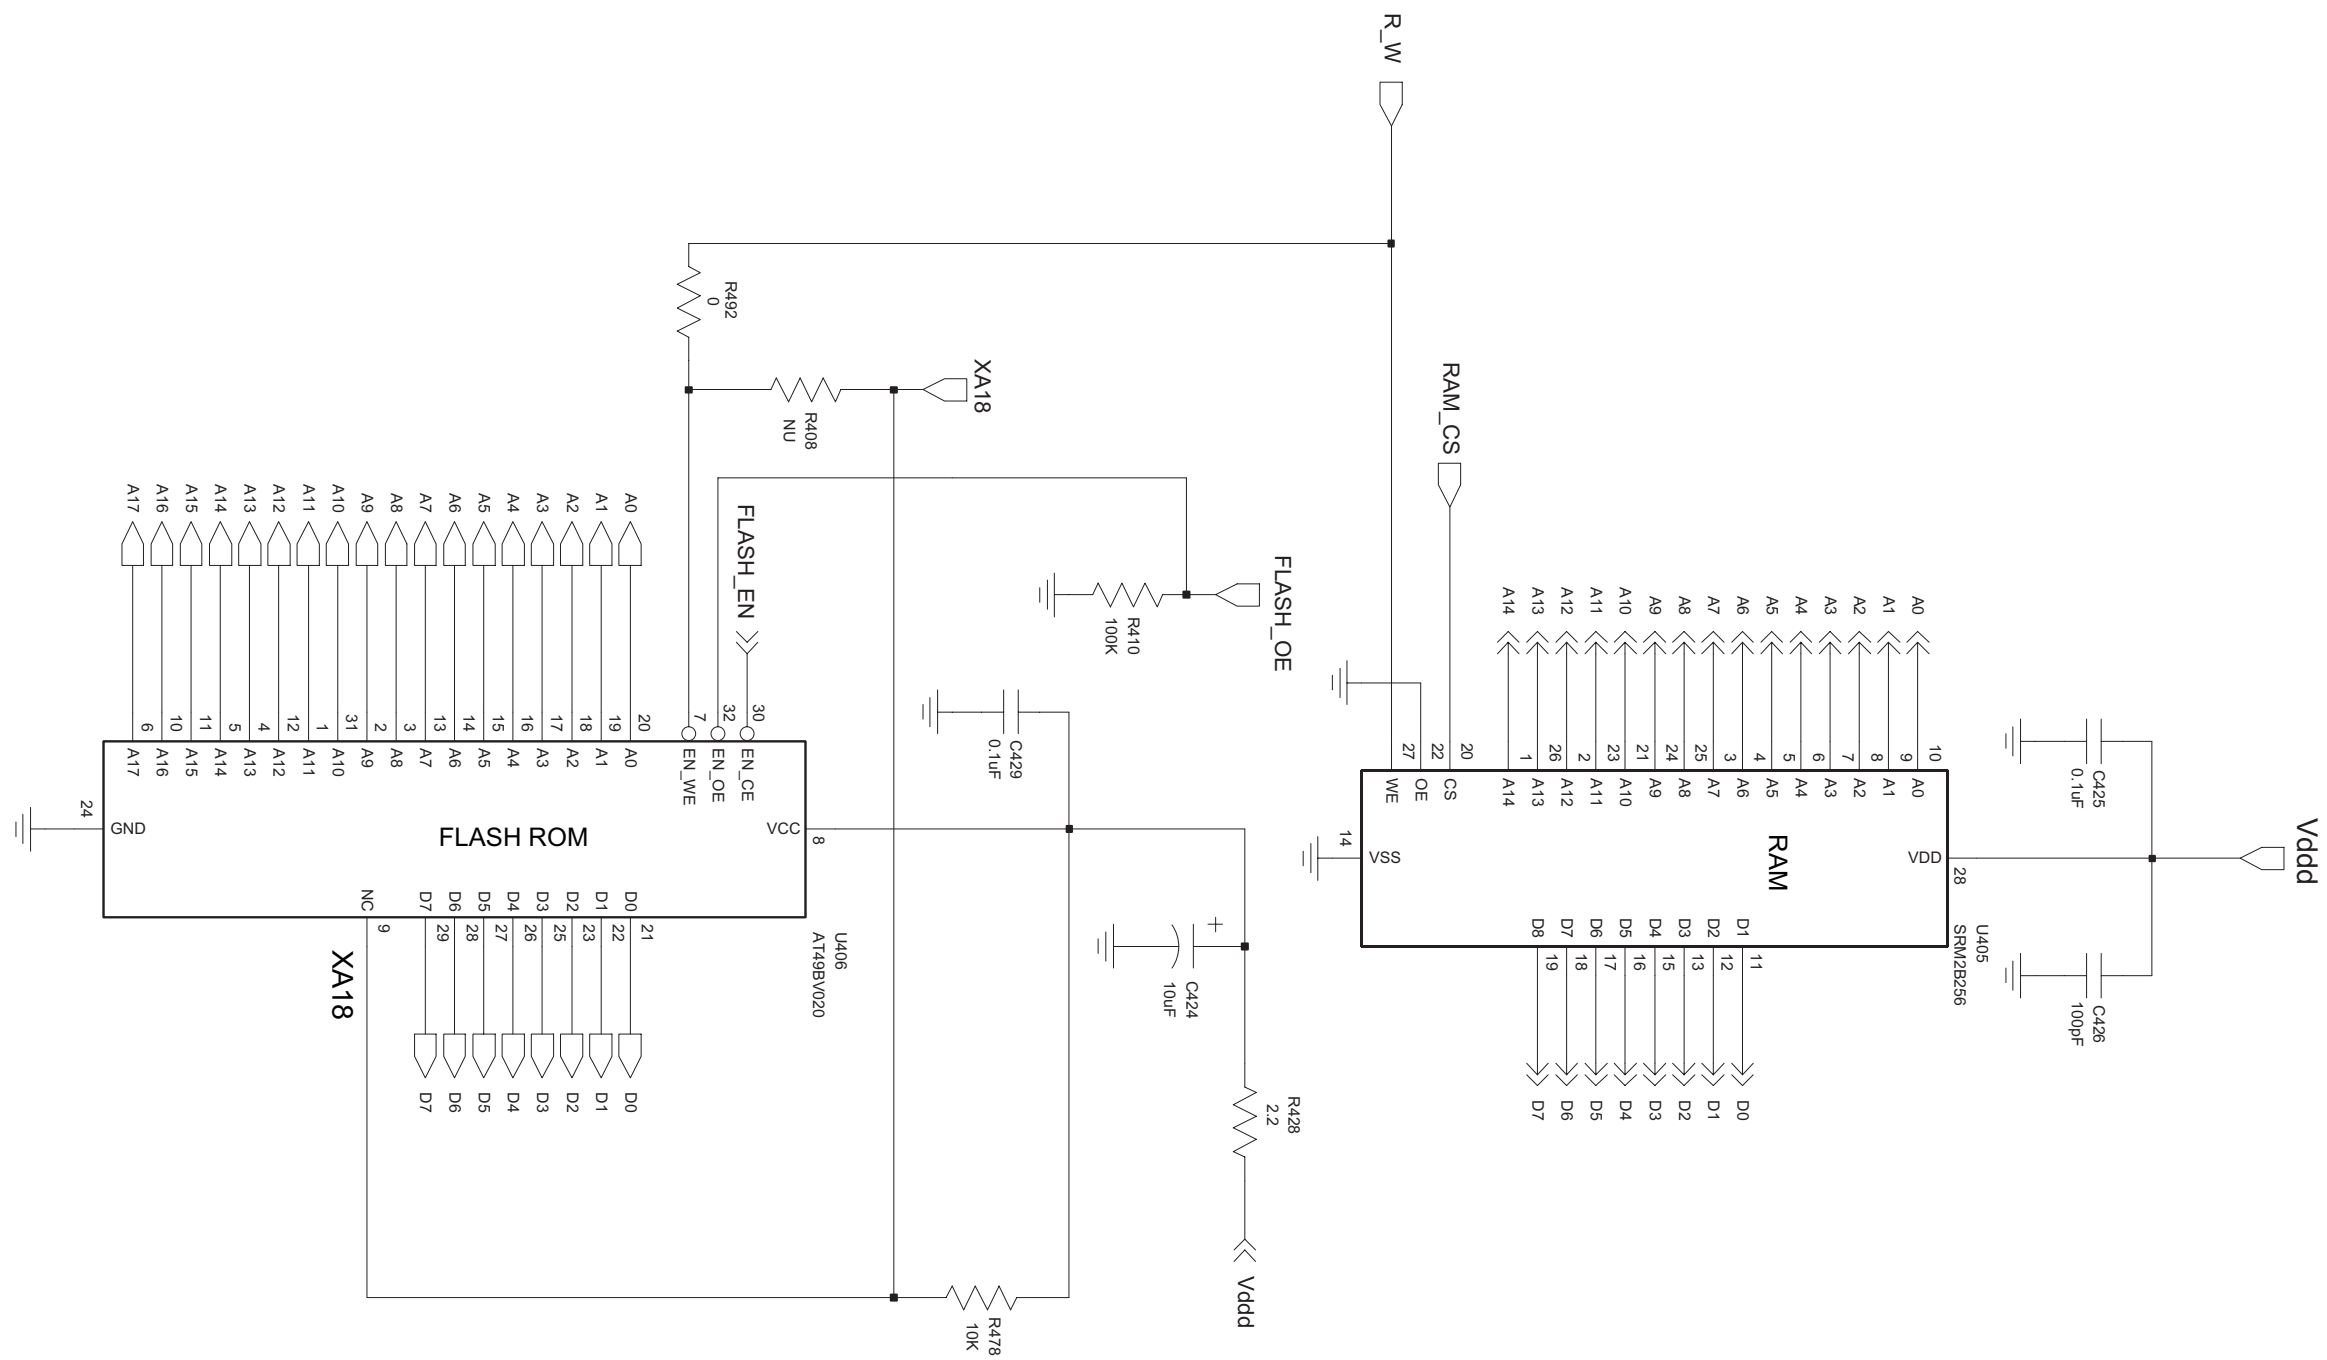 Vddd
C425
0.1uF
C426
100pF
U405
SRM2B256
RAM
VDD
28
VSS
14
A0 10 A0
A1 9 A1
A2 8 A2
A3 7 A3
A4 6 A4
A5 5 A5
A6 4 A6
A7 3 A7
A8 25 A8
A9 24 A9
A10 21 A10
A11 23 A11
A12 2 A12
A13 26 A13
A14 1 A14
RAM_CS
20 CS
22 OE
27 WE
R_W
D1 11 D0
D2 12 D1
D3 13 D2
D4 15 D3
D5 16 D4
D6 17 D5
D7 18 D6
D8 19 D7
R428
2.2
Vddd
FLASH_OE
C424
10uF
+
R410
100K
C429
0.1uF
R478
10K
XA18
R408
NU
R492
0
U406
AT49BV020
FLASH ROM
VCC
8
FLASH_EN
30 EN_CE
32 EN_OE
7 EN_WE
A0 20 A0
A1 19 A1
A2 18 A2
A3 17 A3
A4 16 A4
A5 15 A5
A6 14 A6
A7 13 A7
A8 3 A8
A9 2 A9
A10 31 A10
A11 1 A11
A12 12 A12
A13 4 A13
A14 5 A14
A15 11 A15
A16 10 A16
A17 6 A17
D0 21 D0
D1 22 D1
D2 23 D2
D3 25 D3
D4 26 D4
D5 27 D5
D6 28 D6
D7 29 D7
NC 9
XA18
GND
24